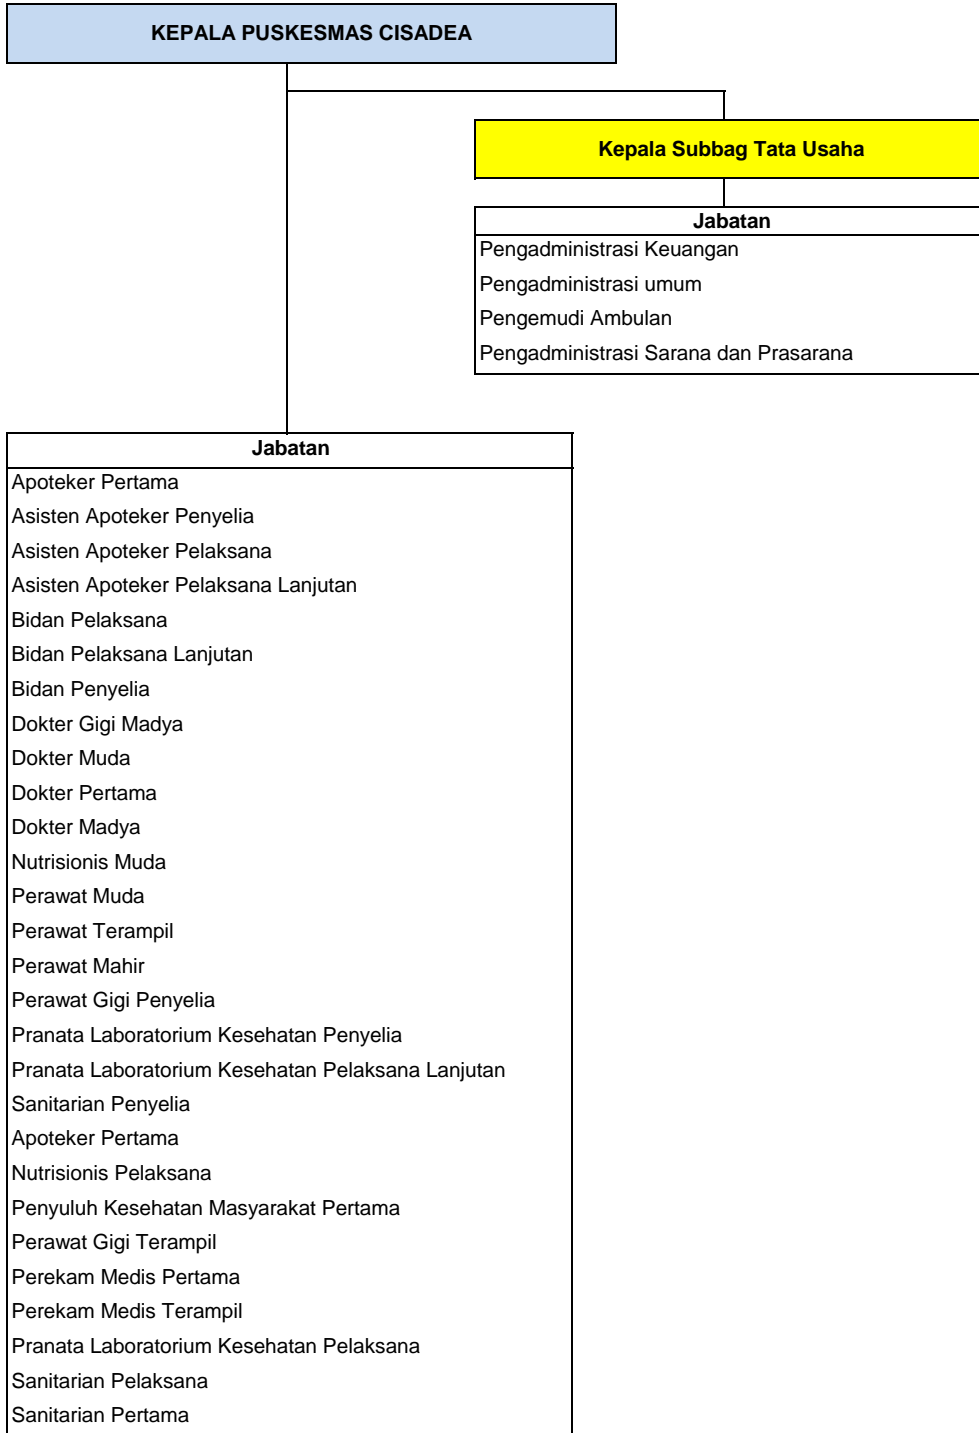 KEPALA PUSKESMAS CISADEA
Kepala Subbag Tata Usaha
Jabatan
Pengadministrasi Keuangan
Pengadministrasi umum
Pengemudi Ambulan
Pengadministrasi Sarana dan Prasarana
Jabatan
Apoteker Pertama
Asisten Apoteker Penyelia
Asisten Apoteker Pelaksana
Asisten Apoteker Pelaksana Lanjutan
Bidan Pelaksana
Bidan Pelaksana Lanjutan
Bidan Penyelia
Dokter Gigi Madya
Dokter Muda
Dokter Pertama
Dokter Madya
Nutrisionis Muda
Perawat Muda
Perawat Terampil
Perawat Mahir
Perawat Gigi Penyelia
Pranata Laboratorium Kesehatan Penyelia
Pranata Laboratorium Kesehatan Pelaksana Lanjutan
Sanitarian Penyelia
Apoteker Pertama
Nutrisionis Pelaksana
Penyuluh Kesehatan Masyarakat Pertama
Perawat Gigi Terampil
Perekam Medis Pertama
Perekam Medis Terampil
Pranata Laboratorium Kesehatan Pelaksana
Sanitarian Pelaksana
Sanitarian Pertama